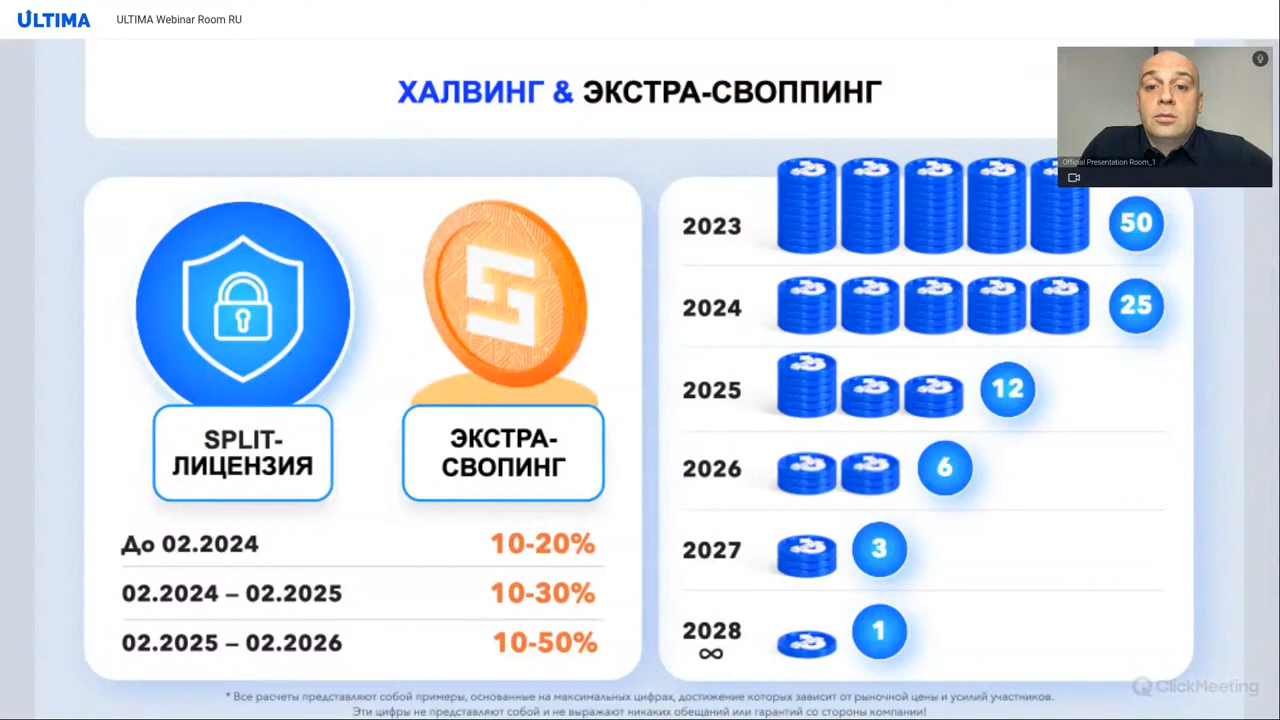 ULTIMA
ULTIMA Webinar Room RU
ХАЛВИНГ & ЭКСТРА-СВОППИНГ
Official Presentation Room_1
SPLIT-
ЛИЦЕНЗИЯ
ЭКСТРА-
СВОПИНГ
До 02.2024 10-20%
02.2024 – 02.2025 10-30%
02.2025 – 02.2026 10-50%
2023 50
2024 25
2025 12
2026 6
2027 3
2028 1
∞
* Все расчеты представляют собой примеры, основанные на максимальных цифрах, достижение которых зависит от рыночной цены и усилий участников.
Эти цифры не представляют собой и не выражают никаких обещаний или гарантий со стороны компании!
ClickMeeting